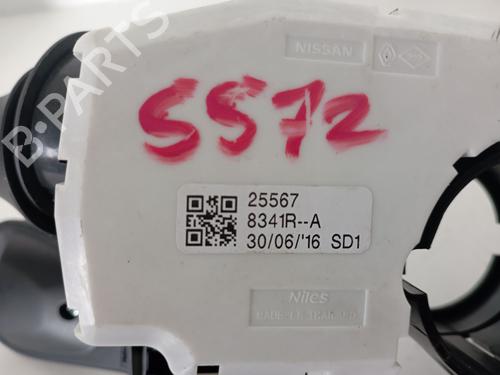 NISSAN
SS72
25567
8341R--A
30/06/'16 SD1
Niles
B-PARTS